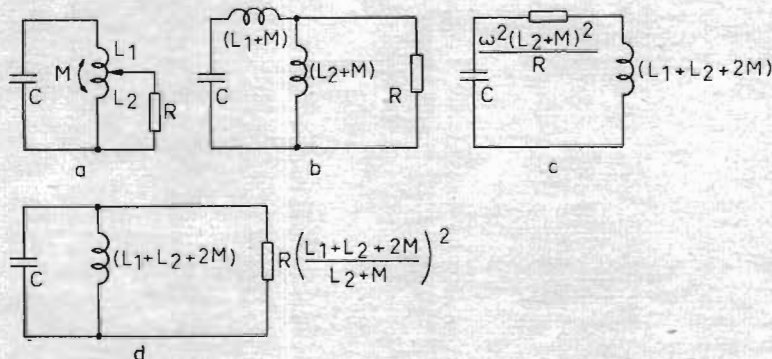 L1
M
C
L2
R
a
(L1+M)
C
(L2+M)
R
b
ω²(L2+M)²
R
C
(L1+L2+2M)
c
C
(L1+L2+2M)
R(L1+L2+2M / L2+M)²
d